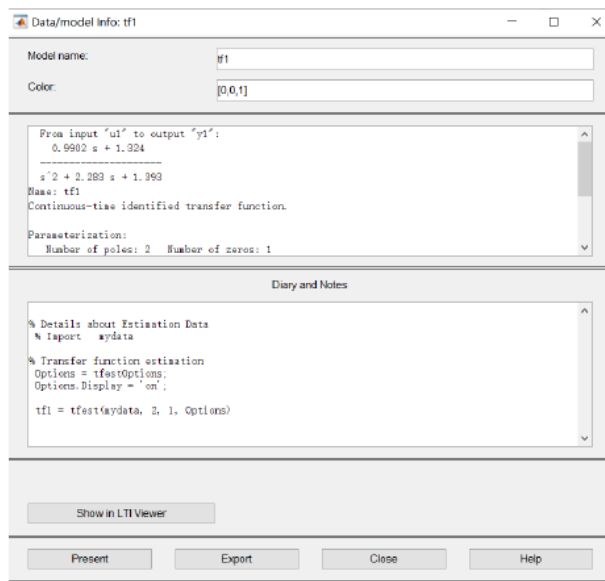 Data/model Info: tf1
Model name:
tf1
Color:
[0,0,1]
From input "u1" to output "y1":
0.9902 s + 1.324
----------------------
s^2 + 2.283 s + 1.393
Name: tf1
Continuous-time identified transfer function.
Parameterization:
Number of poles: 2   Number of zeros: 1
Diary and Notes
% Details about Estimation Data
% Import   mydata
% Transfer function estimation
Options = tfestOptions;
Options.Display = 'on';
tf1 = tfest(mydata, 2, 1, Options)
Show in LTI Viewer
Present
Export
Close
Help